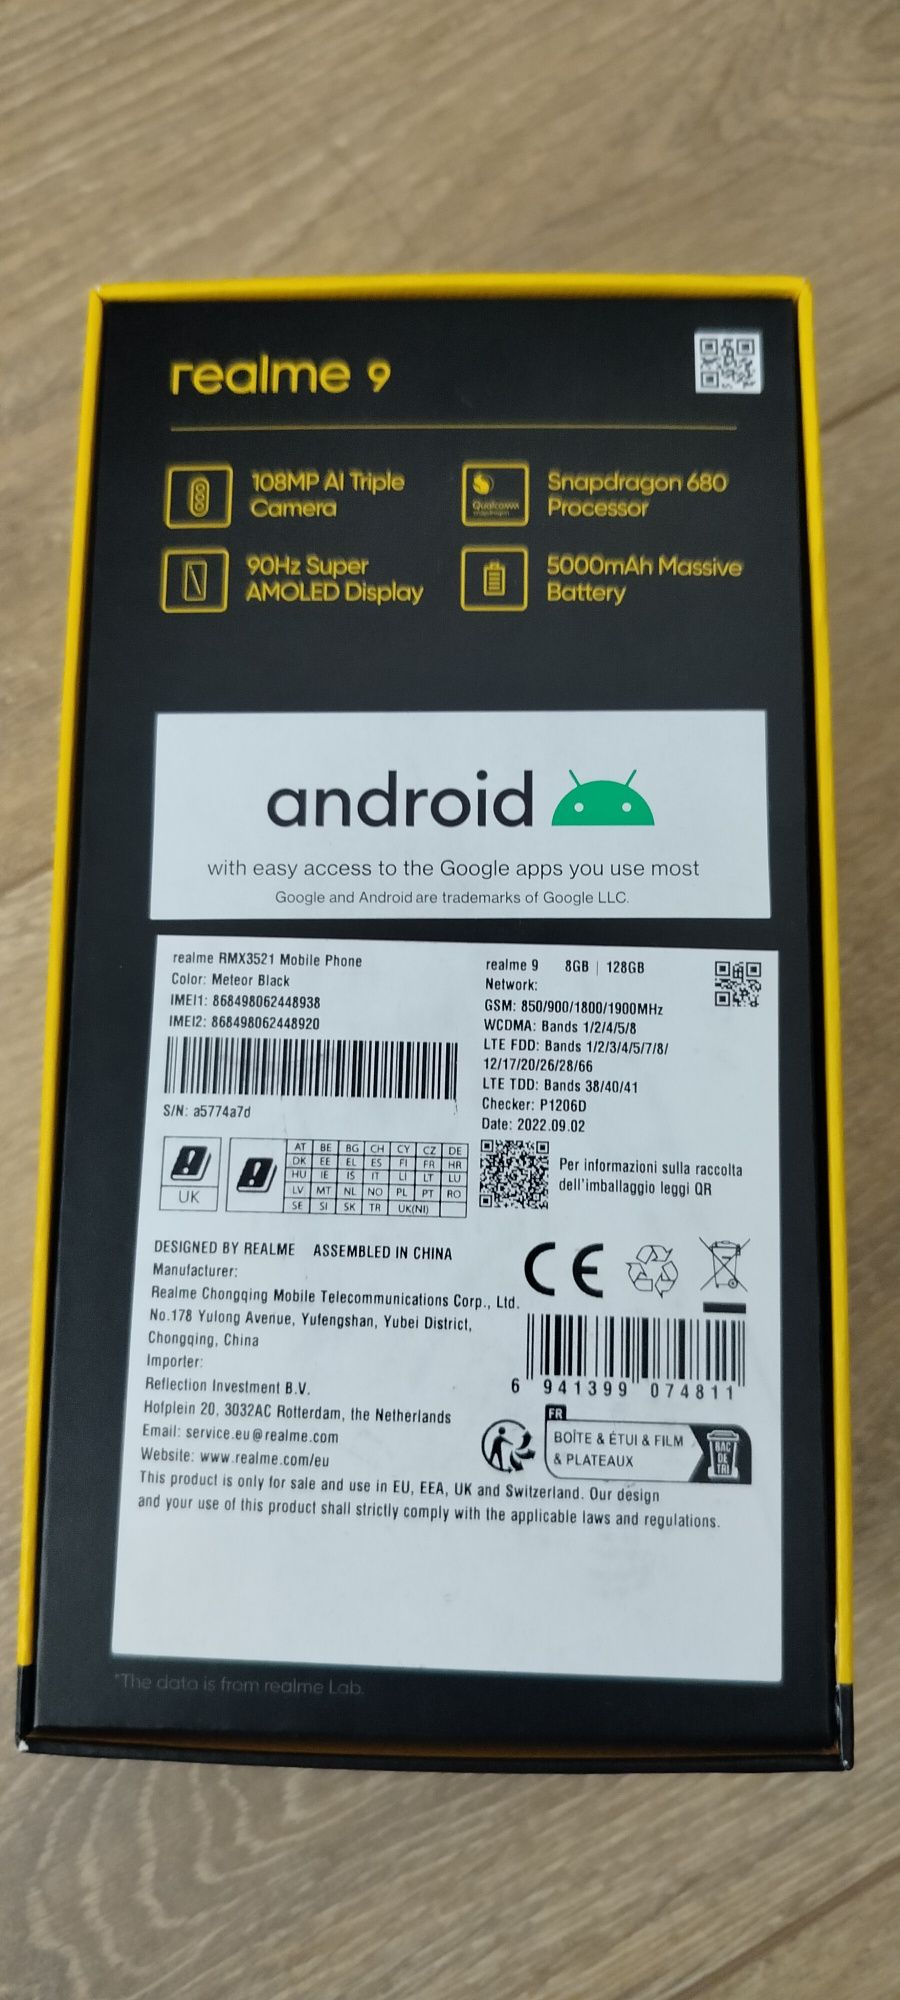 realme 9
108MP AI Triple
Camera
Snapdragon 680
Processor
Qualcomm
snapdragon
90Hz Super
AMOLED Display
5000mAh Massive
Battery
android
with easy access to the Google apps you use most
Google and Android are trademarks of Google LLC.
realme RMX3521 Mobile Phone
Color: Meteor Black
IMEI1: 868498062448938
IMEI2: 868498062448920
S/N: a5774a7d
realme 9 8GB | 128GB
Network:
GSM: 850/900/1800/1900MHz
WCDMA: Bands 1/2/4/5/8
LTE FDD: Bands 1/2/3/4/5/7/8/
12/17/20/26/28/66
LTE TDD: Bands 38/40/41
Checker: P1206D
Date: 2022.09.02
UK
AT BE BG CH CY CZ DE
DK EE EL ES FI FR HR
HU IE IS IT LI LT LU
LV MT NL NO PL PT RO
SE SI SK TR UK(NI)
Per informazioni sulla raccolta
dell'imballaggio leggi QR
DESIGNED BY REALME ASSEMBLED IN CHINA
Manufacturer:
Realme Chongqing Mobile Telecommunications Corp., Ltd.
No.178 Yulong Avenue, Yufengshan, Yubei District,
Chongqing, China
Importer:
Reflection Investment B.V.
Hofplein 20, 3032AC Rotterdam, the Netherlands
Email: service.eu@realme.com
Website: www.realme.com/eu
CE
6 941399 074811
FR
BOÎTE & ÉTUI & FILM
& PLATEAUX
BAC
DE
TRI
This product is only for sale and use in EU, EEA, UK and Switzerland. Our design
and your use of this product shall strictly comply with the applicable laws and regulations.
*The data is from realme Lab.